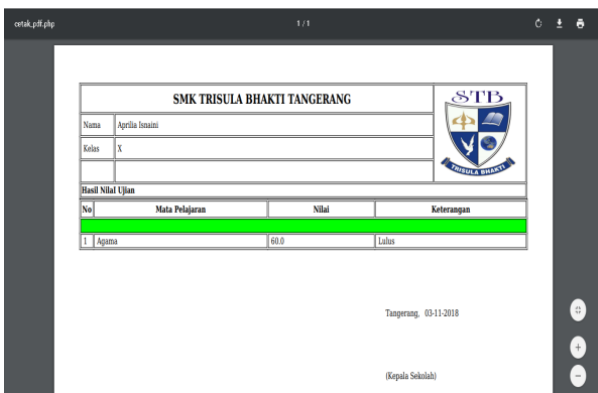 cetak_pdf.php
1 / 1
SMK TRISULA BHAKTI TANGERANG
STB
TRISULA BHAKTI
Nama Aprilia Isnaini
Kelas X
Hasil Nilai Ujian
No Mata Pelajaran Nilai Keterangan
1 Agama 60.0 Lulus
Tangerang, 03-11-2018
(Kepala Sekolah)